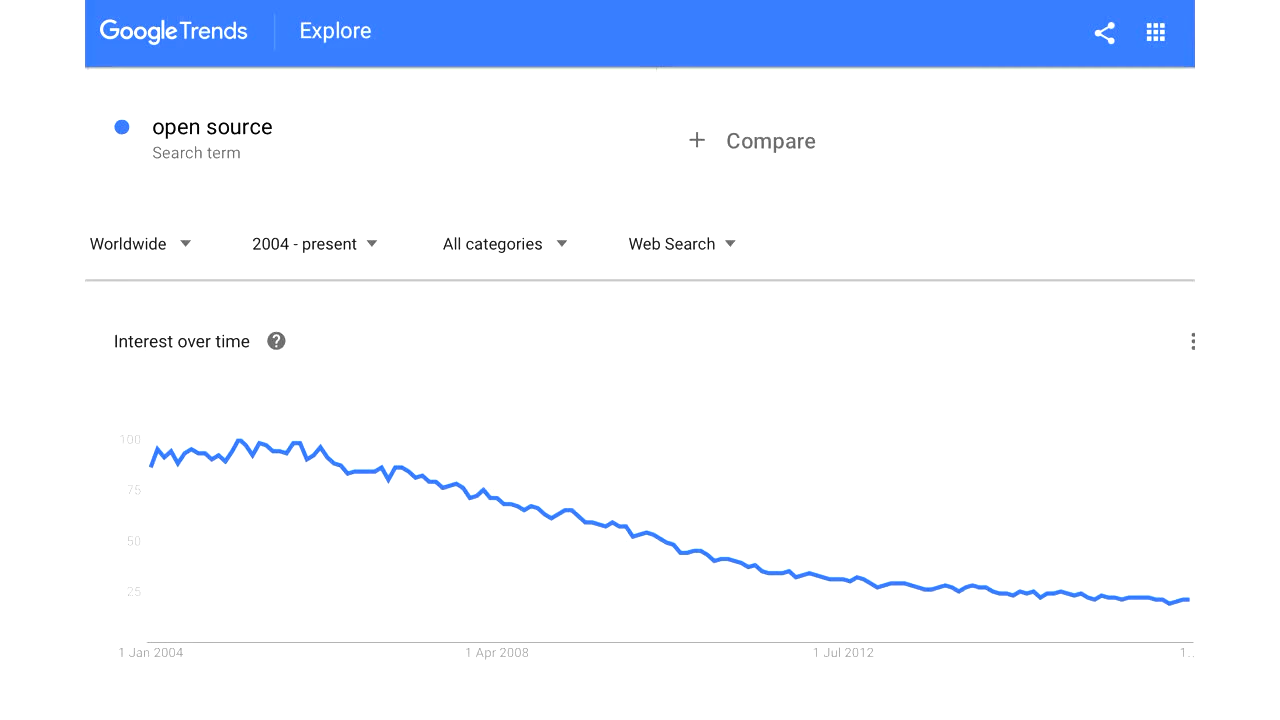 Google Trends Explore
open source
Search term
+ Compare
Worldwide 2004 - present All categories Web Search
Interest over time ?
100
75
50
25
1 Jan 2004 1 Apr 2008 1 Jul 2012 1...